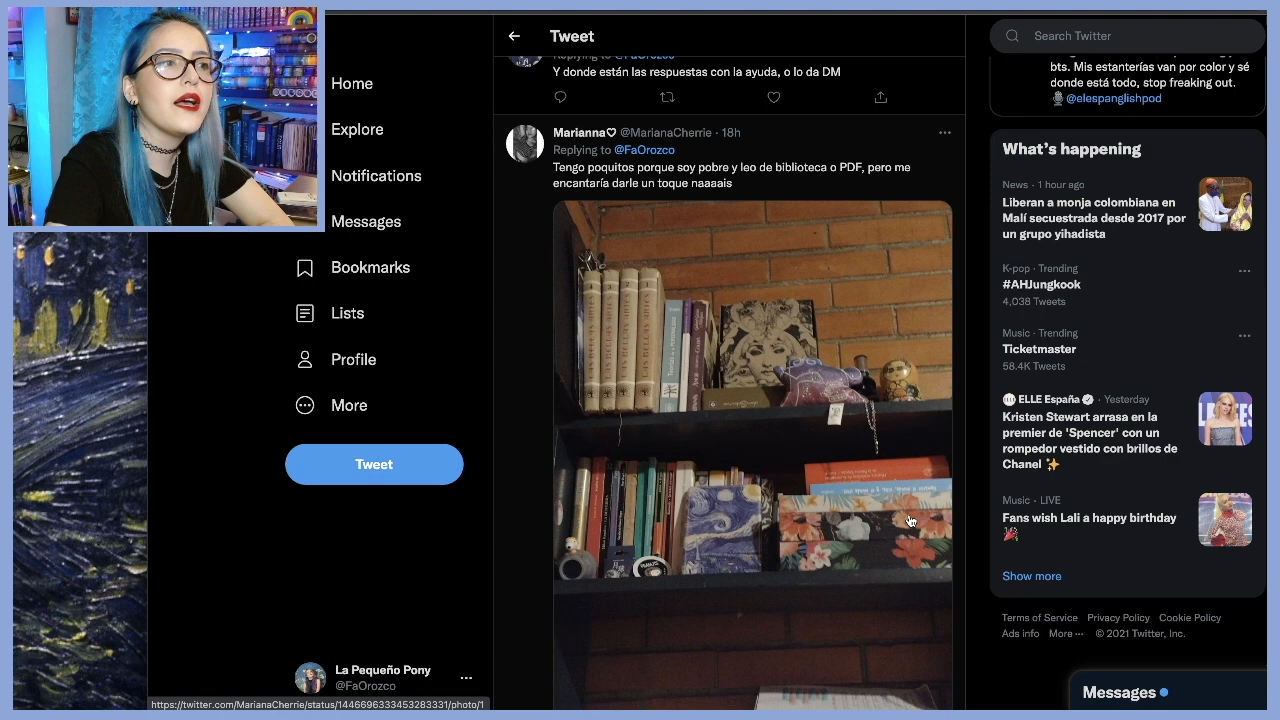 Home
Explore
Notifications
Messages
Bookmarks
Lists
Profile
More
Tweet
La Pequeño Pony
@FaOrozco
https://twitter.com/MarianaCherrie/status/1446696333453283331/photo/1
Tweet
Replying to @FaOrozco
Y donde están las respuestas con la ayuda, o lo da DM
Marianna♡ @MarianaCherrie · 18h
Replying to @FaOrozco
Tengo poquitos porque soy pobre y leo de biblioteca o PDF, pero me
encantaría darle un toque naaaais
Search Twitter
bts. Mis estanterías van por color y sé
donde está todo, stop freaking out.
@elespanglishpod
What's happening
News · 1 hour ago
Liberan a monja colombiana en
Malí secuestrada desde 2017 por
un grupo yihadista
K-pop · Trending
#AHJungkook
4,038 Tweets
Music · Trending
Ticketmaster
58.4K Tweets
ELLE España · Yesterday
Kristen Stewart arrasa en la
premier de 'Spencer' con un
rompedor vestido con brillos de
Chanel ✨
Music · LIVE
Fans wish Lali a happy birthday
🎉
Show more
Terms of Service Privacy Policy Cookie Policy
Ads info More ··· © 2021 Twitter, Inc.
Messages